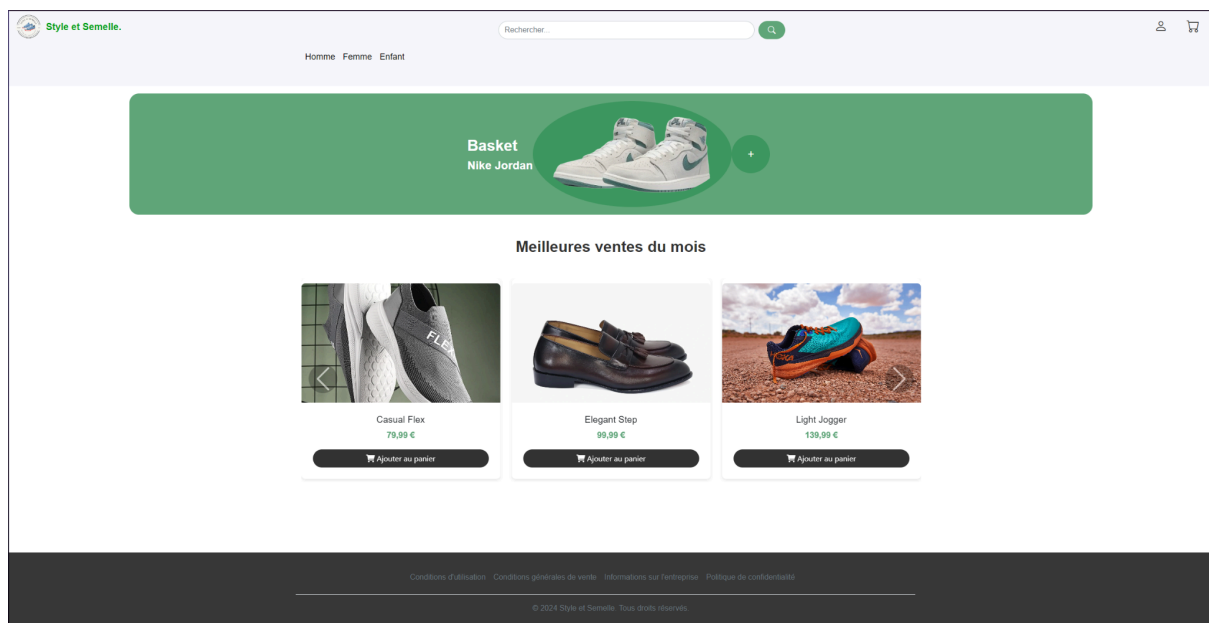 Style et Semelle.
Rechercher...
Homme Femme Enfant
Basket
Nike Jordan
+
Meilleures ventes du mois
FLEX
Casual Flex
79,99 €
Ajouter au panier
Elegant Step
99,99 €
Ajouter au panier
Light Jogger
139,99 €
Ajouter au panier
Conditions d'utilisation Conditions générales de vente Informations sur l'entreprise Politique de confidentialité
© 2024 Style et Semelle. Tous droits réservés